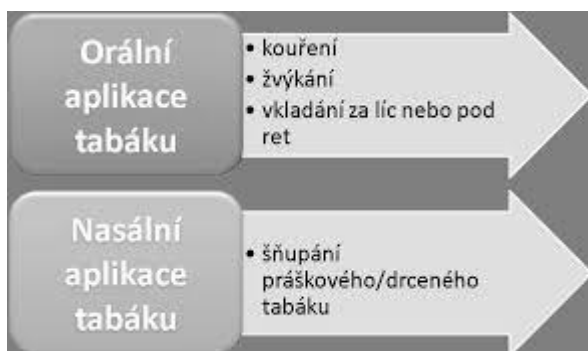 Orální
aplikace
tabáku
• kouření
• žvýkání
• vkládání za líc nebo pod
ret
Nasální
aplikace
tabáku
• šňupání
práškového/drceného
tabáku